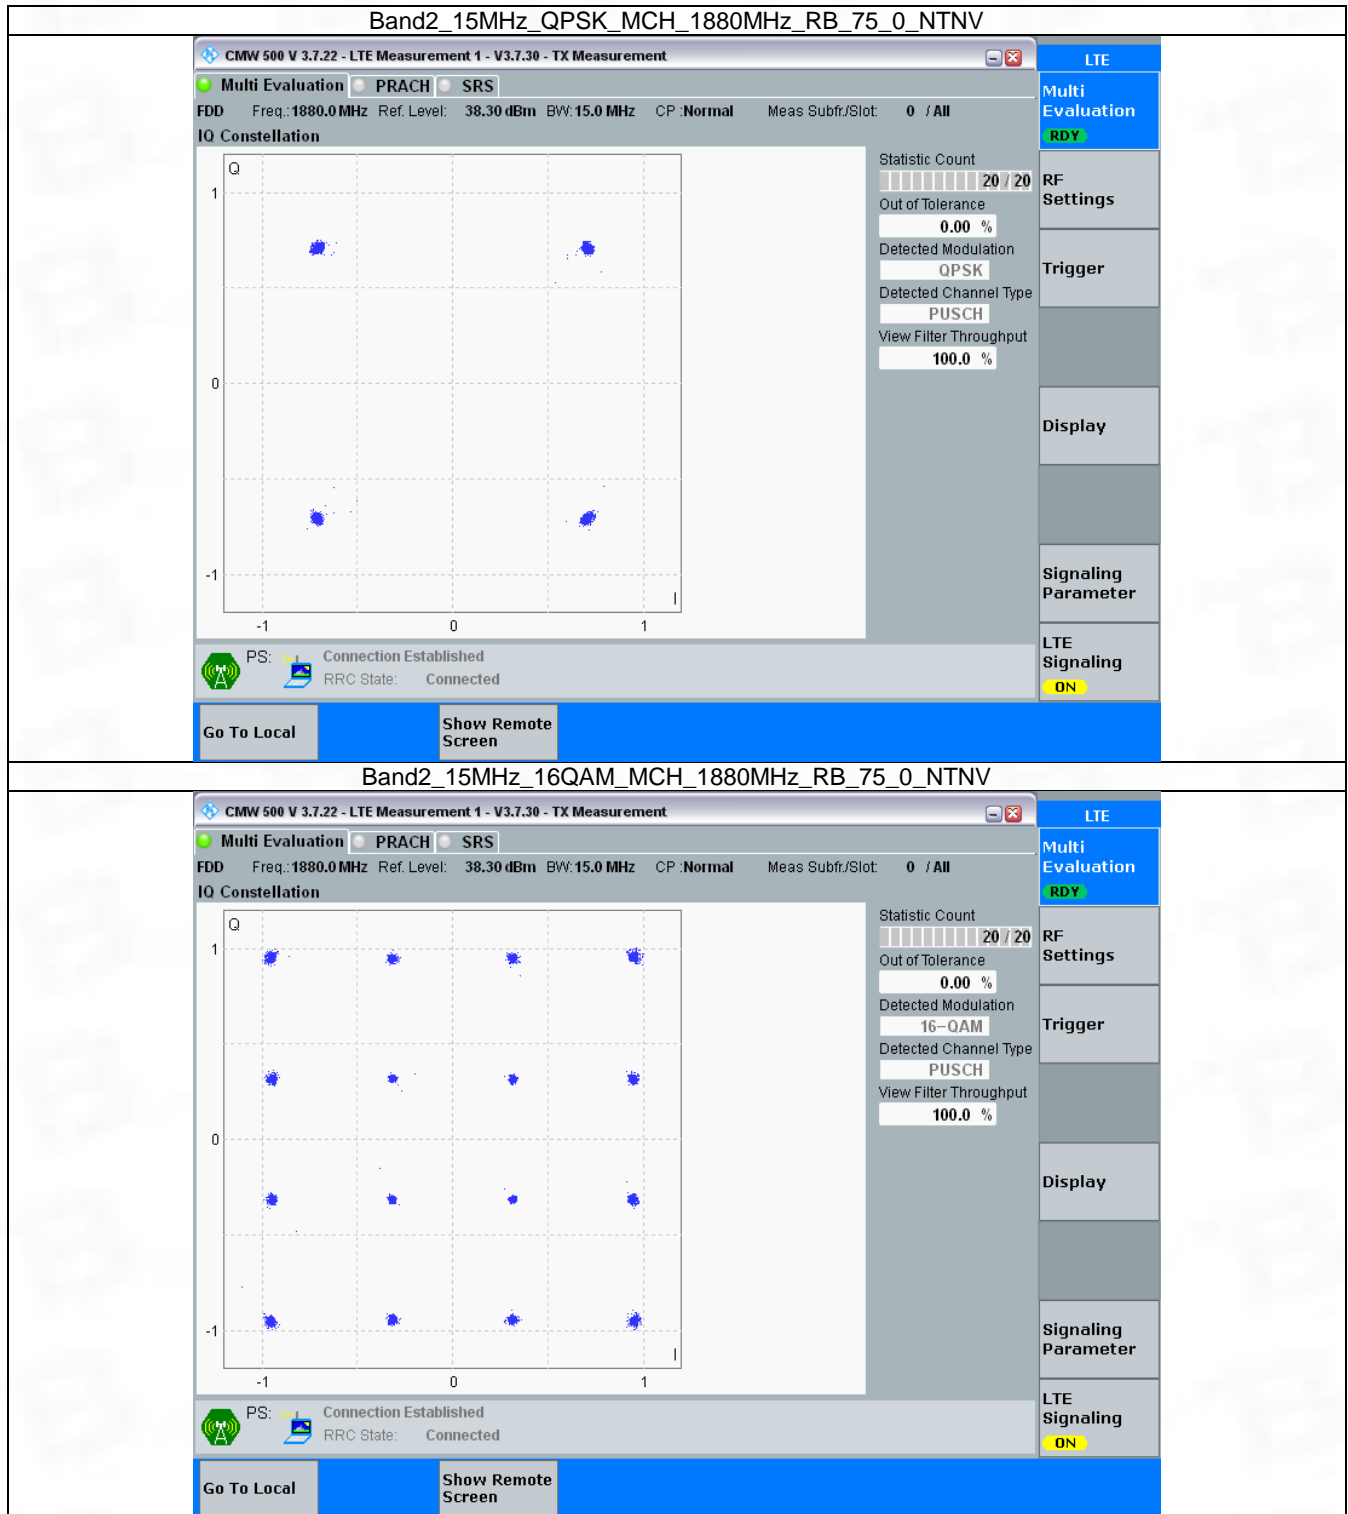 Band2_15MHz_QPSK_MCH_1880MHz_RB_75_0_NTNV
CMW 500 V 3.7.22 - LTE Measurement 1 - V3.7.30 - TX Measurement
LTE
Multi Evaluation PRACH SRS
Multi
Evaluation
RDY
FDD Freq.:1880.0 MHz Ref. Level: 38.30 dBm BW:15.0 MHz CP :Normal Meas Subfr./Slot: 0 / All
IQ Constellation
Q
1
0
-1
I
-1 0 1
Statistic Count
20 / 20
Out of Tolerance
0.00 %
Detected Modulation
QPSK
Detected Channel Type
PUSCH
View Filter Throughput
100.0 %
RF
Settings
Trigger
Display
Signaling
Parameter
LTE
Signaling
ON
PS: Connection Established
RRC State: Connected
Go To Local
Show Remote
Screen
Band2_15MHz_16QAM_MCH_1880MHz_RB_75_0_NTNV
CMW 500 V 3.7.22 - LTE Measurement 1 - V3.7.30 - TX Measurement
LTE
Multi Evaluation PRACH SRS
Multi
Evaluation
RDY
FDD Freq.:1880.0 MHz Ref. Level: 38.30 dBm BW:15.0 MHz CP :Normal Meas Subfr./Slot: 0 / All
IQ Constellation
Q
1
0
-1
I
-1 0 1
Statistic Count
20 / 20
Out of Tolerance
0.00 %
Detected Modulation
16-QAM
Detected Channel Type
PUSCH
View Filter Throughput
100.0 %
RF
Settings
Trigger
Display
Signaling
Parameter
LTE
Signaling
ON
PS: Connection Established
RRC State: Connected
Go To Local
Show Remote
Screen